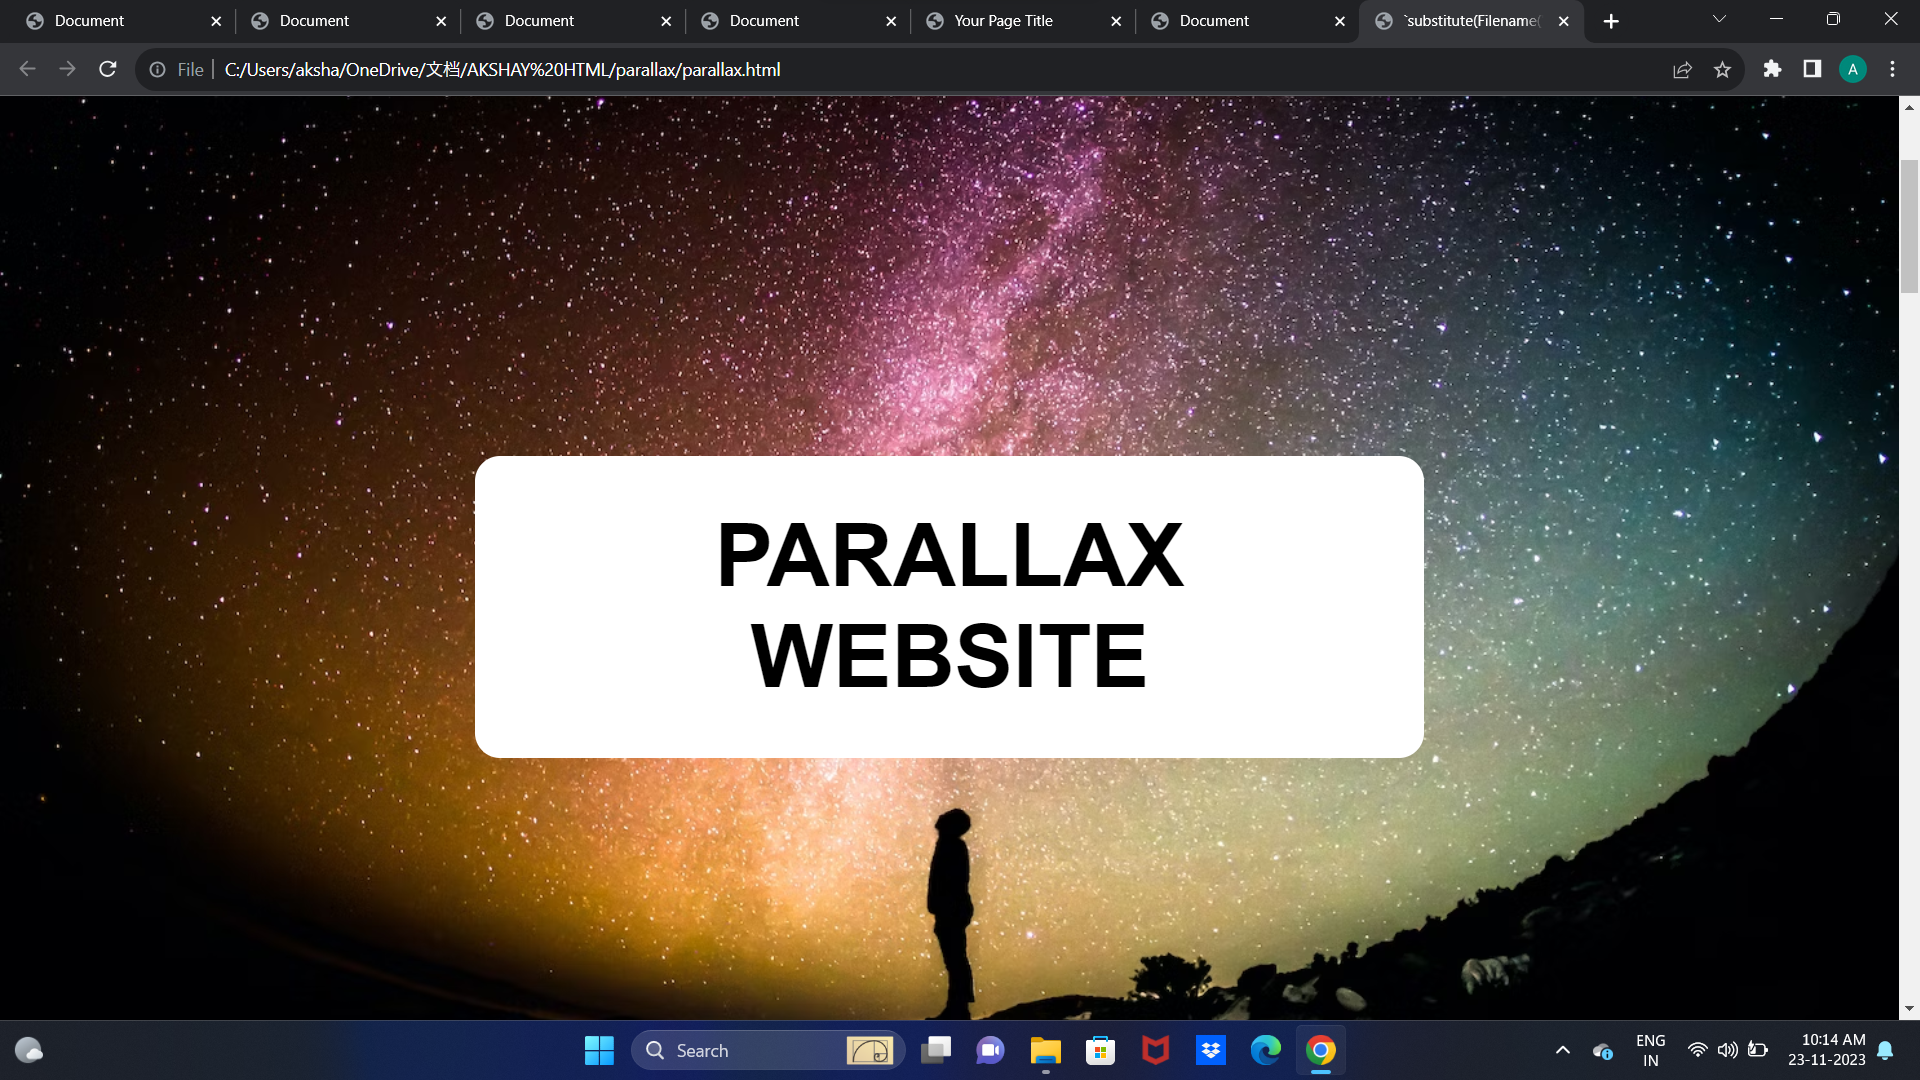 Document
Document
Document
Document
Your Page Title
Document
`substitute(Filename(
File
C:/Users/aksha/OneDrive/文档/AKSHAY%20HTML/parallax/parallax.html
A
PARALLAX
WEBSITE
Search
ENG
IN
10:14 AM
23-11-2023